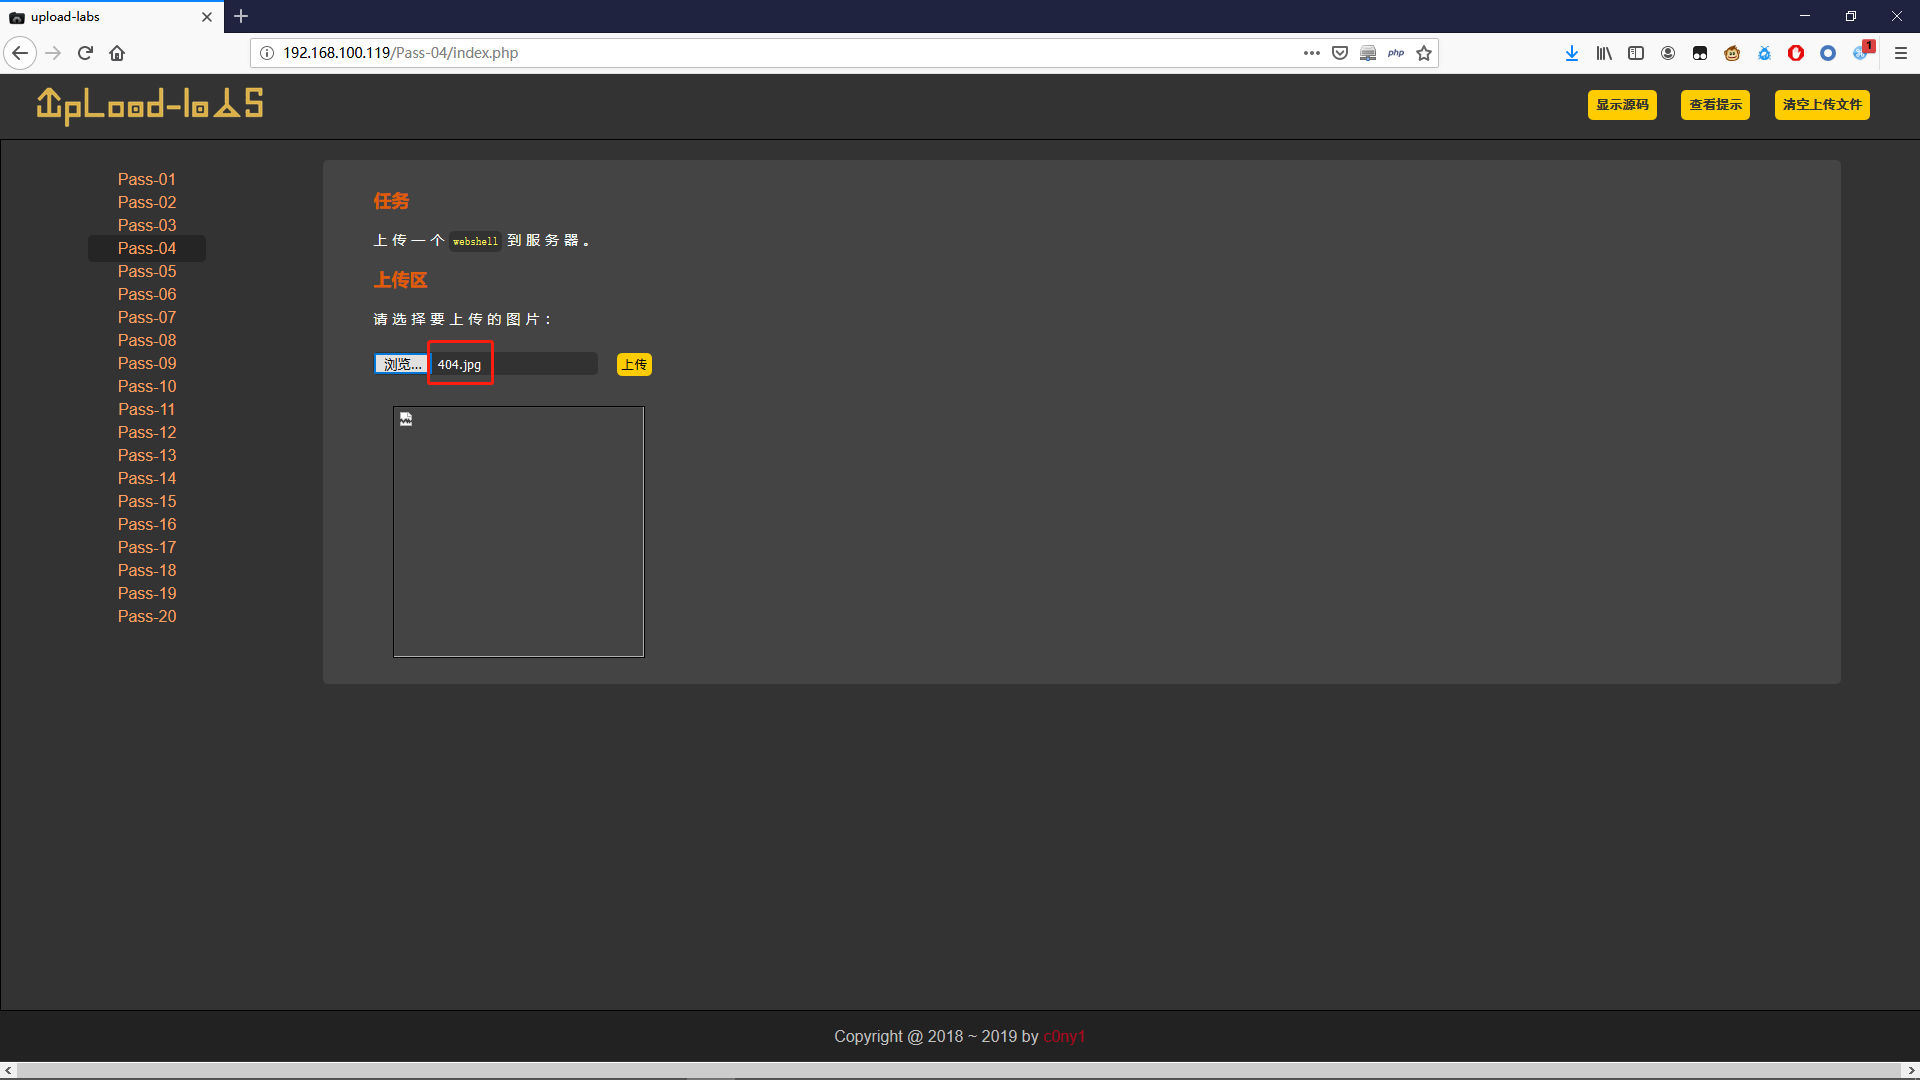 upload-labs
192.168.100.119/Pass-04/index.php
php
1
UpLoad-labS
显示源码
查看提示
清空上传文件
Pass-01
Pass-02
Pass-03
Pass-04
Pass-05
Pass-06
Pass-07
Pass-08
Pass-09
Pass-10
Pass-11
Pass-12
Pass-13
Pass-14
Pass-15
Pass-16
Pass-17
Pass-18
Pass-19
Pass-20
任务
上传一个 webshell 到服务器。
上传区
请选择要上传的图片：
浏览... 404.jpg 上传
Copyright @ 2018 ~ 2019 by c0ny1